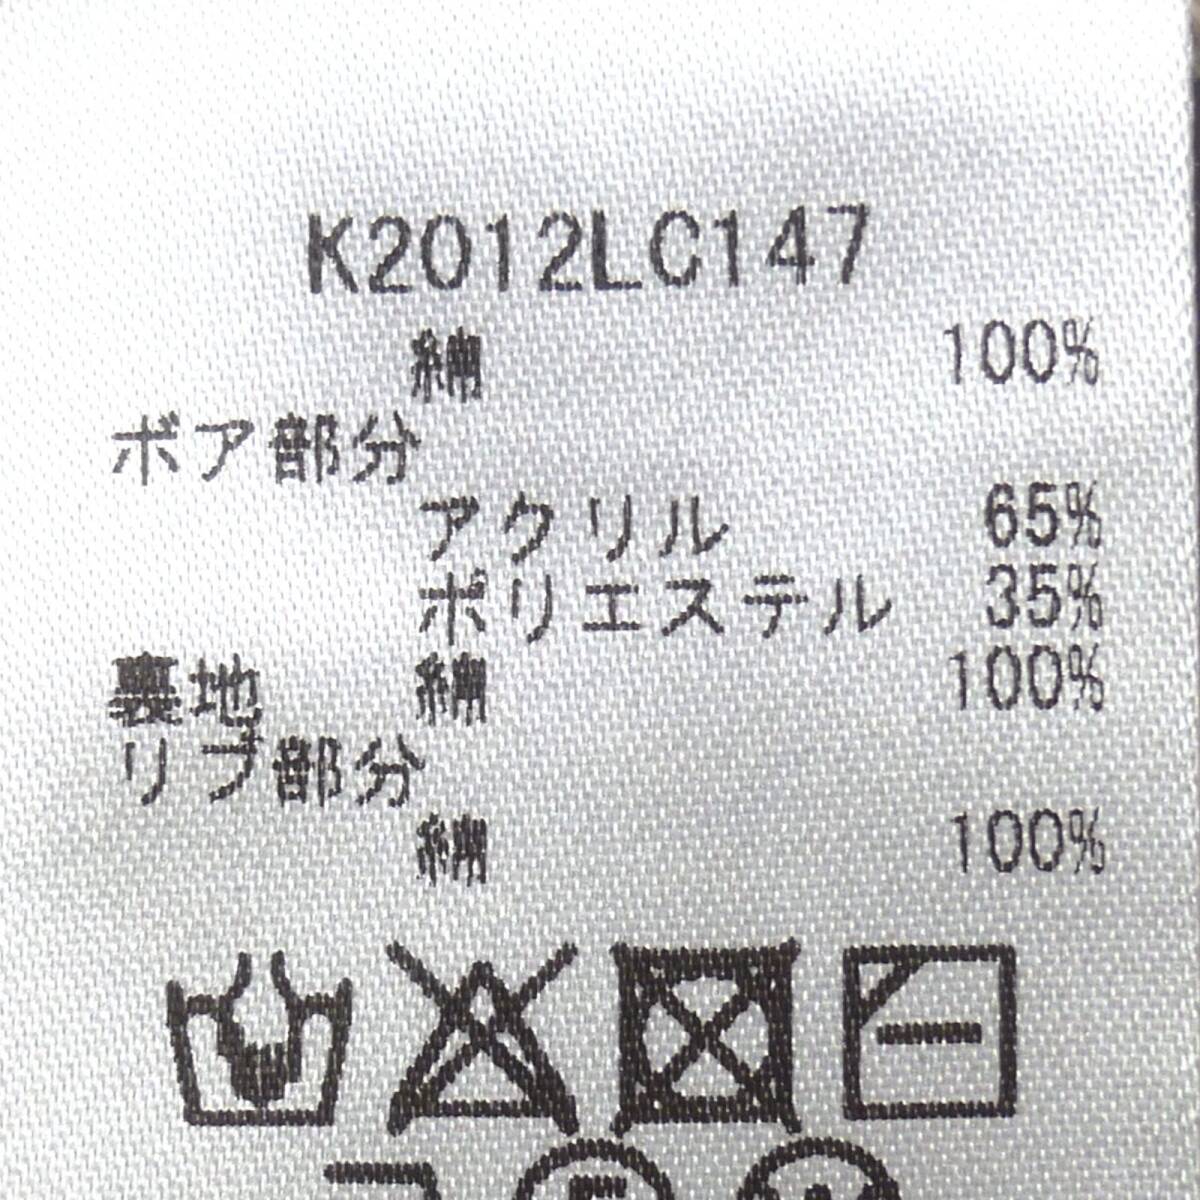 K2012LC147
綿 100%
ボア部分
アクリル 65%
ポリエステル 35%
裏地 綿 100%
リブ部分
綿 100%